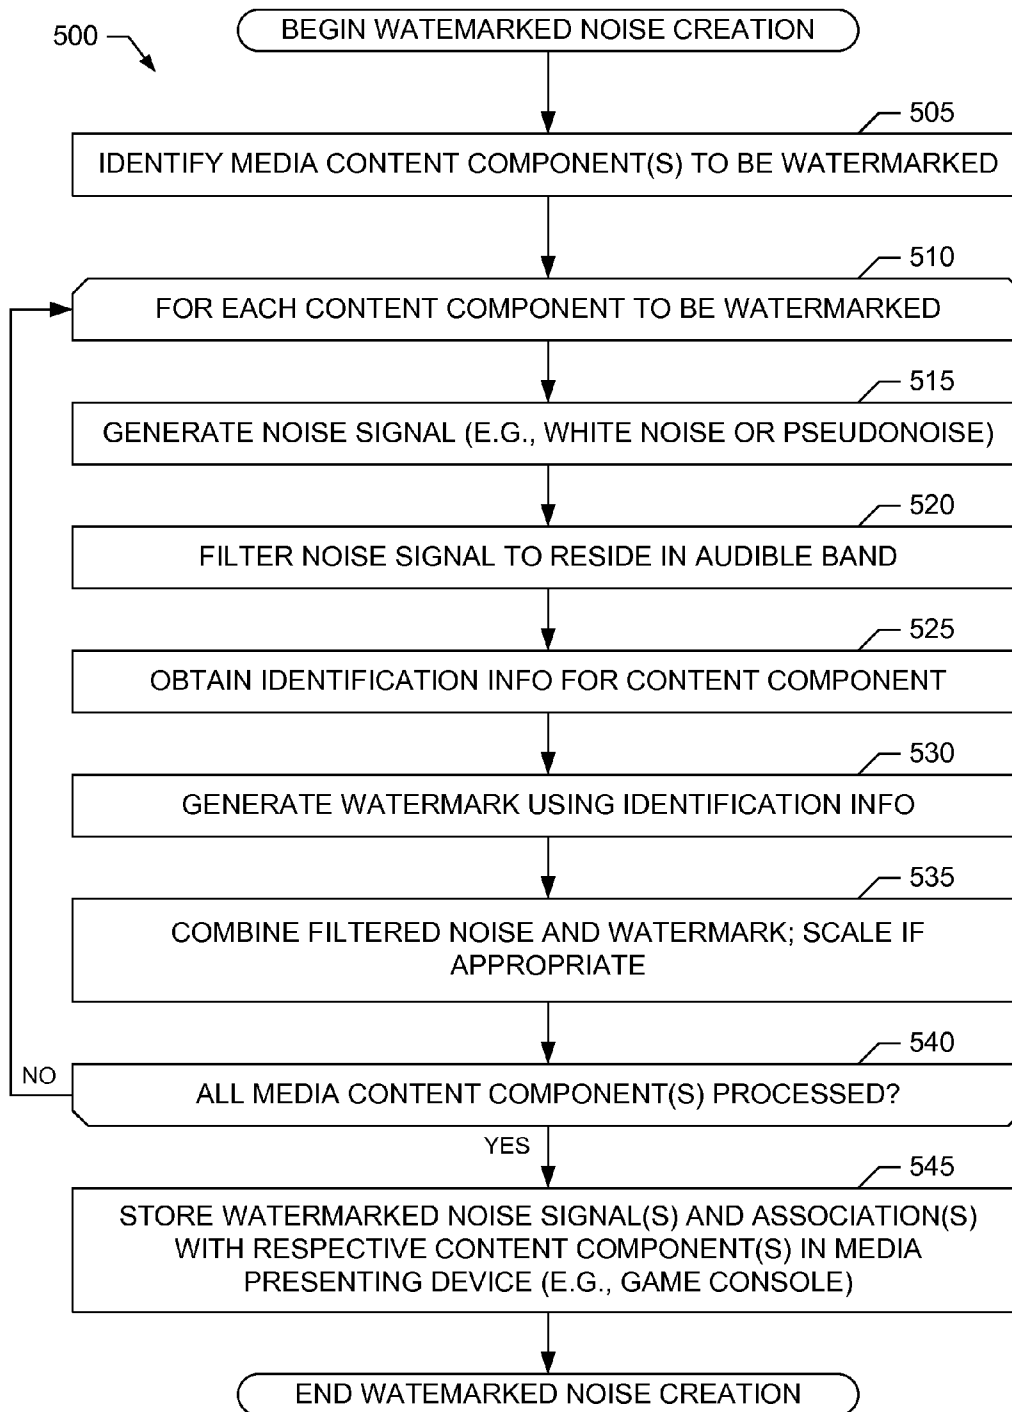 500
BEGIN WATEMARKED NOISE CREATION
505
IDENTIFY MEDIA CONTENT COMPONENT(S) TO BE WATERMARKED
510
FOR EACH CONTENT COMPONENT TO BE WATERMARKED
515
GENERATE NOISE SIGNAL (E.G., WHITE NOISE OR PSEUDONOISE)
520
FILTER NOISE SIGNAL TO RESIDE IN AUDIBLE BAND
525
OBTAIN IDENTIFICATION INFO FOR CONTENT COMPONENT
530
GENERATE WATERMARK USING IDENTIFICATION INFO
535
COMBINE FILTERED NOISE AND WATERMARK; SCALE IF
APPROPRIATE
540
NO
ALL MEDIA CONTENT COMPONENT(S) PROCESSED?
YES
545
STORE WATERMARKED NOISE SIGNAL(S) AND ASSOCIATION(S)
WITH RESPECTIVE CONTENT COMPONENT(S) IN MEDIA
PRESENTING DEVICE (E.G., GAME CONSOLE)
END WATEMARKED NOISE CREATION